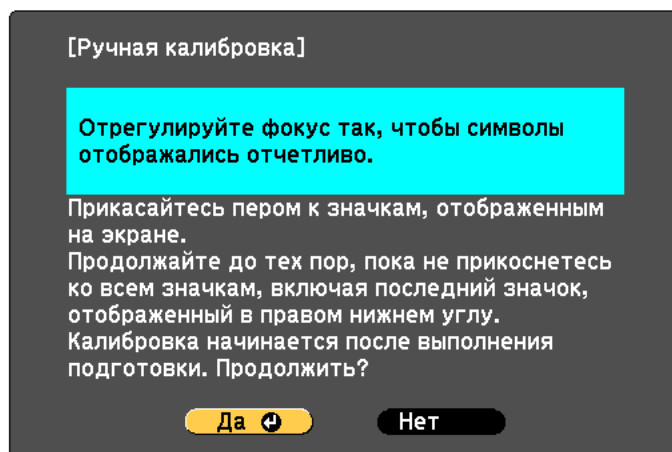 [Ручная калибровка]
Отрегулируйте фокус так, чтобы символы
отображались отчетливо.
Прикасайтесь пером к значкам, отображенным
на экране.
Продолжайте до тех пор, пока не прикоснетесь
ко всем значкам, включая последний значок,
отображенный в правом нижнем углу.
Калибровка начинается после выполнения
подготовки. Продолжить?
Да Нет